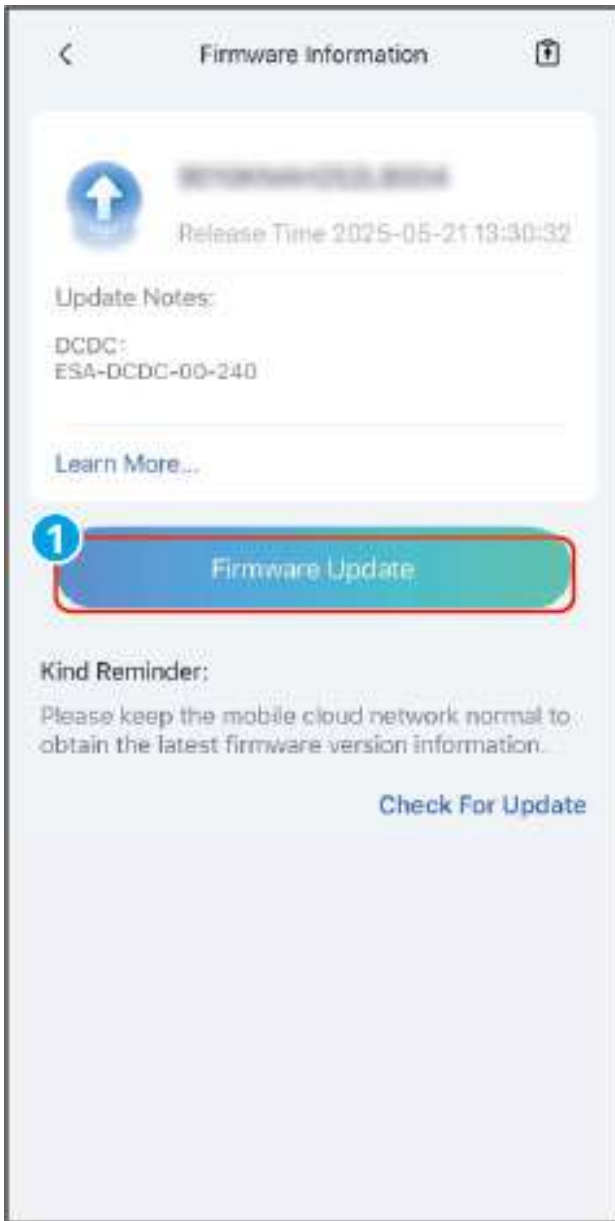 Firmware Information
Release Time 2025-05-21 13:30:32
Update Notes:
DCDC:
ESA-DCDC-00-240
Learn More...
1
Firmware Update
Kind Reminder:
Please keep the mobile cloud network normal to
obtain the latest firmware version information.
Check For Update